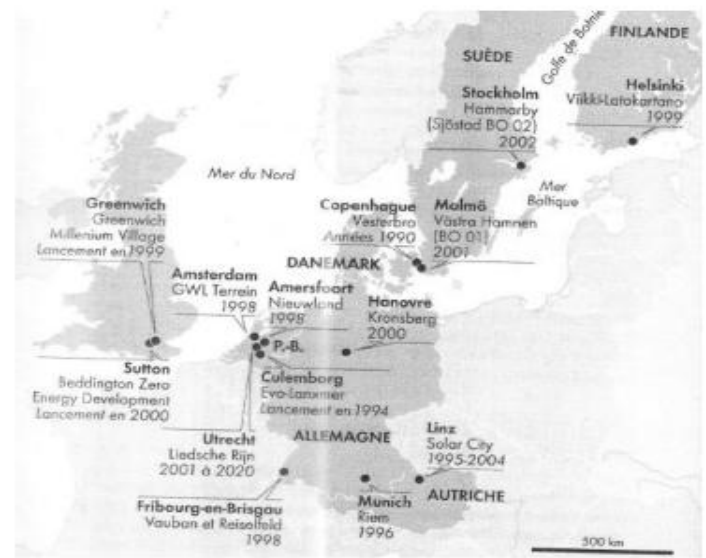 FINLANDE
SUÈDE
Golfe de Botnie
Stockholm
Hammarby
(Sjöstad BO 02)
2002
Helsinki
Viikki-Latokartano
1999
Mer du Nord
Mer
Baltique
Greenwich
Greenwich
Millenium Village
Lancement en 1999
Copenhague
Vesterbro
Années 1990
Malmö
Västra Hamnen
(BO 01)
2001
DANEMARK
Amsterdam
GWL Terrein
1998
Amersfoort
Nieuwland
1998
Hanovre
Kronsberg
2000
P.-B.
Sutton
Beddington Zero
Energy Development
Lancement en 2000
Culemborg
Eva-Lanxmer
Lancement en 1994
Utrecht
Liedsche Rijn
2001 à 2020
ALLEMAGNE
Linz
Solar City
1995-2004
Fribourg-en-Brisgau
Vauban et Reiselfeld
1998
Munich
Riem
1996
AUTRICHE
500 km